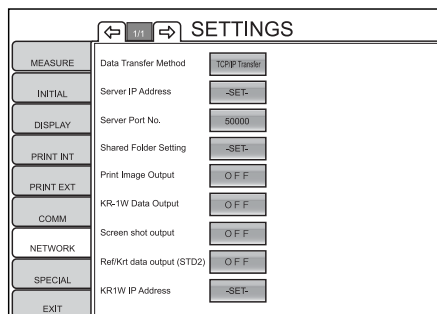 1/1 SETTINGS
MEASURE
INITIAL
DISPLAY
PRINT INT
PRINT EXT
COMM
NETWORK
SPECIAL
EXIT
Data Transfer Method TCP/IP Transfer
Server IP Address -SET-
Server Port No. 50000
Shared Folder Setting -SET-
Print Image Output OFF
KR-1W Data Output OFF
Screen shot output OFF
Ref/Krt data output (STD2) OFF
KR1W IP Address -SET-